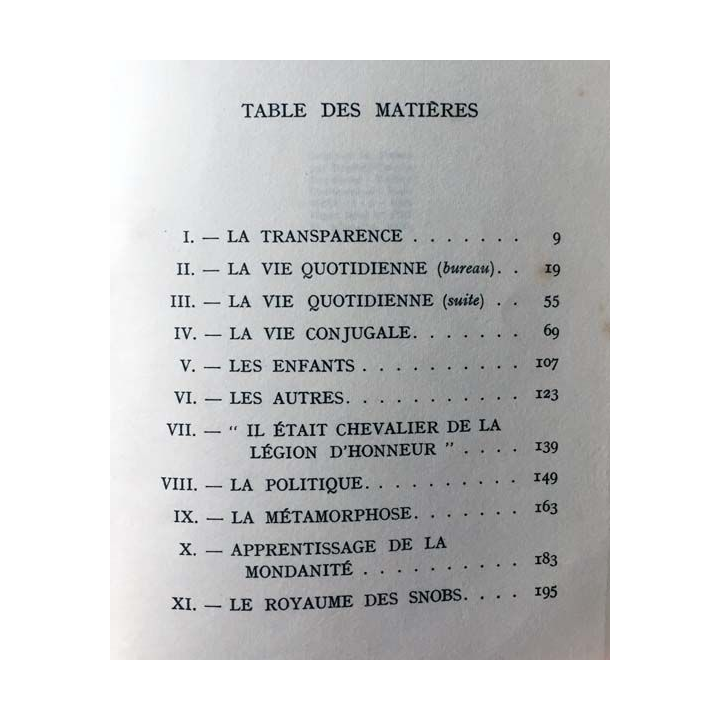 TABLE DES MATIÈRES
I. — LA TRANSPARENCE . . . . . . . 9
II. — LA VIE QUOTIDIENNE (bureau). . 19
III. — LA VIE QUOTIDIENNE (suite) . . 55
IV. — LA VIE CONJUGALE. . . . . . . 69
V. — LES ENFANTS . . . . . . . . . . 107
VI. — LES AUTRES. . . . . . . . . . . 123
VII. — " IL ÉTAIT CHEVALIER DE LA
LÉGION D'HONNEUR " . . . . 139
VIII. — LA POLITIQUE. . . . . . . . . . 149
IX. — LA MÉTAMORPHOSE. . . . . . . 163
X. — APPRENTISSAGE DE LA
MONDANITÉ . . . . . . . . . . 183
XI. — LE ROYAUME DES SNOBS. . . . 195